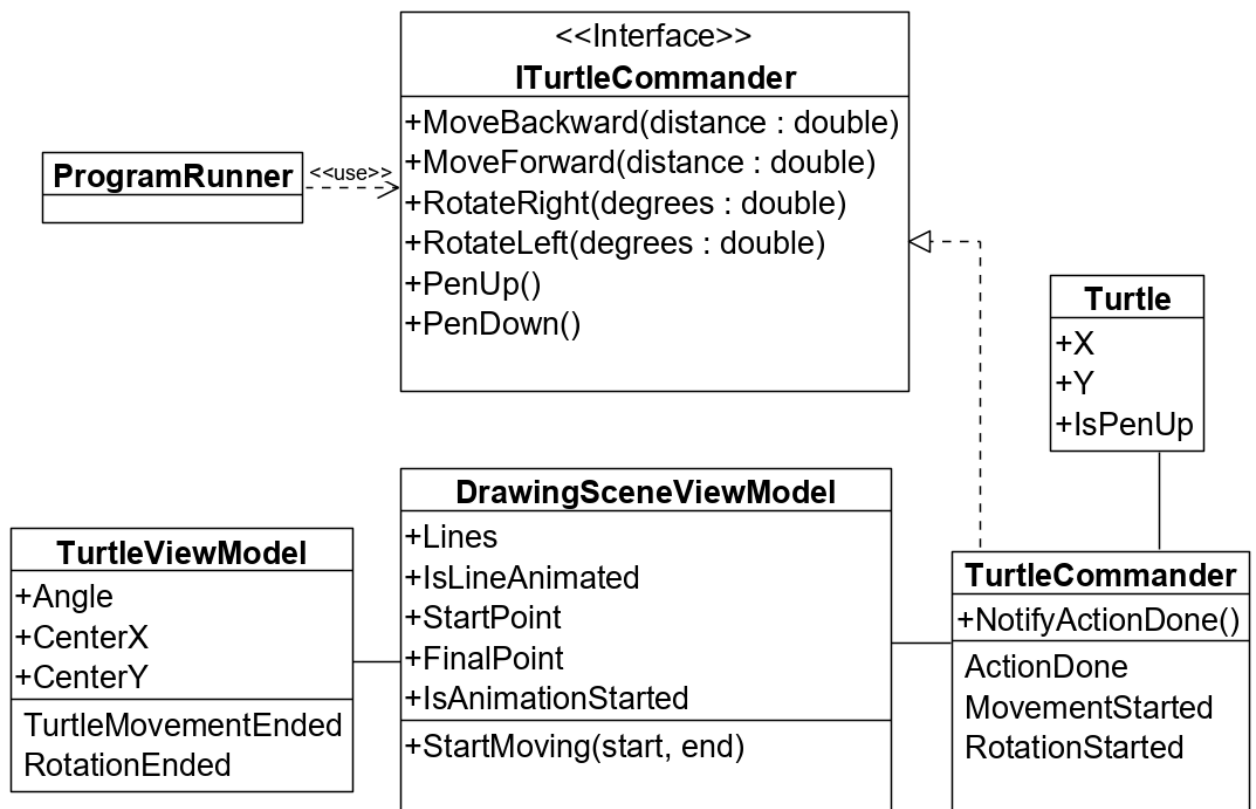 <<Interface>>
ITurtleCommander
+MoveBackward(distance : double)
+MoveForward(distance : double)
+RotateRight(degrees : double)
+RotateLeft(degrees : double)
+PenUp()
+PenDown()
ProgramRunner
<<use>>
Turtle
+X
+Y
+IsPenUp
TurtleViewModel
+Angle
+CenterX
+CenterY
TurtleMovementEnded
RotationEnded
DrawingSceneViewModel
+Lines
+IsLineAnimated
+StartPoint
+FinalPoint
+IsAnimationStarted
+StartMoving(start, end)
TurtleCommander
+NotifyActionDone()
ActionDone
MovementStarted
RotationStarted